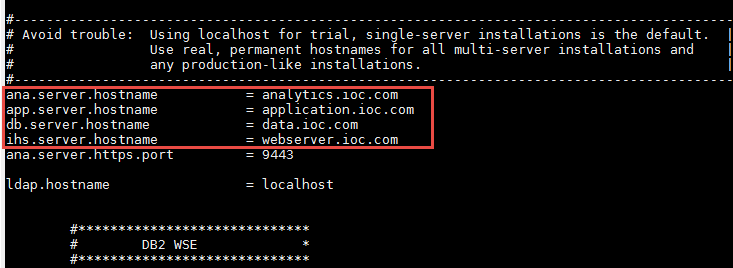 #-----------------------------------------------------------------------------------------
# Avoid trouble:  Using localhost for trial, single-server installations is the default.  |
#                 Use real, permanent hostnames for all multi-server installations and    |
#                 any production-like installations.                                      |
#-----------------------------------------------------------------------------------------
ana.server.hostname           = analytics.ioc.com
app.server.hostname           = application.ioc.com
db.server.hostname            = data.ioc.com
ihs.server.hostname           = webserver.ioc.com
ana.server.https.port         = 9443
ldap.hostname                 = localhost
#*****************************
#        DB2 WSE             *
#*****************************